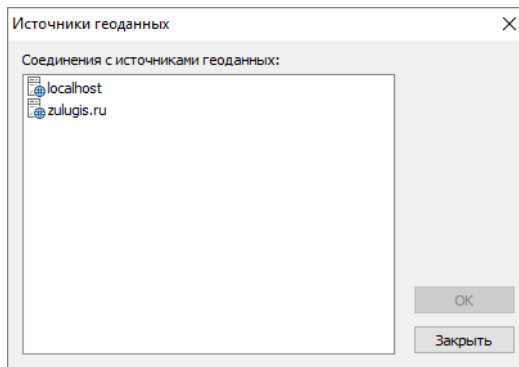 Источники геоданных
Соединения с источниками геоданных:
localhost
zulugis.ru
OK
Закрыть